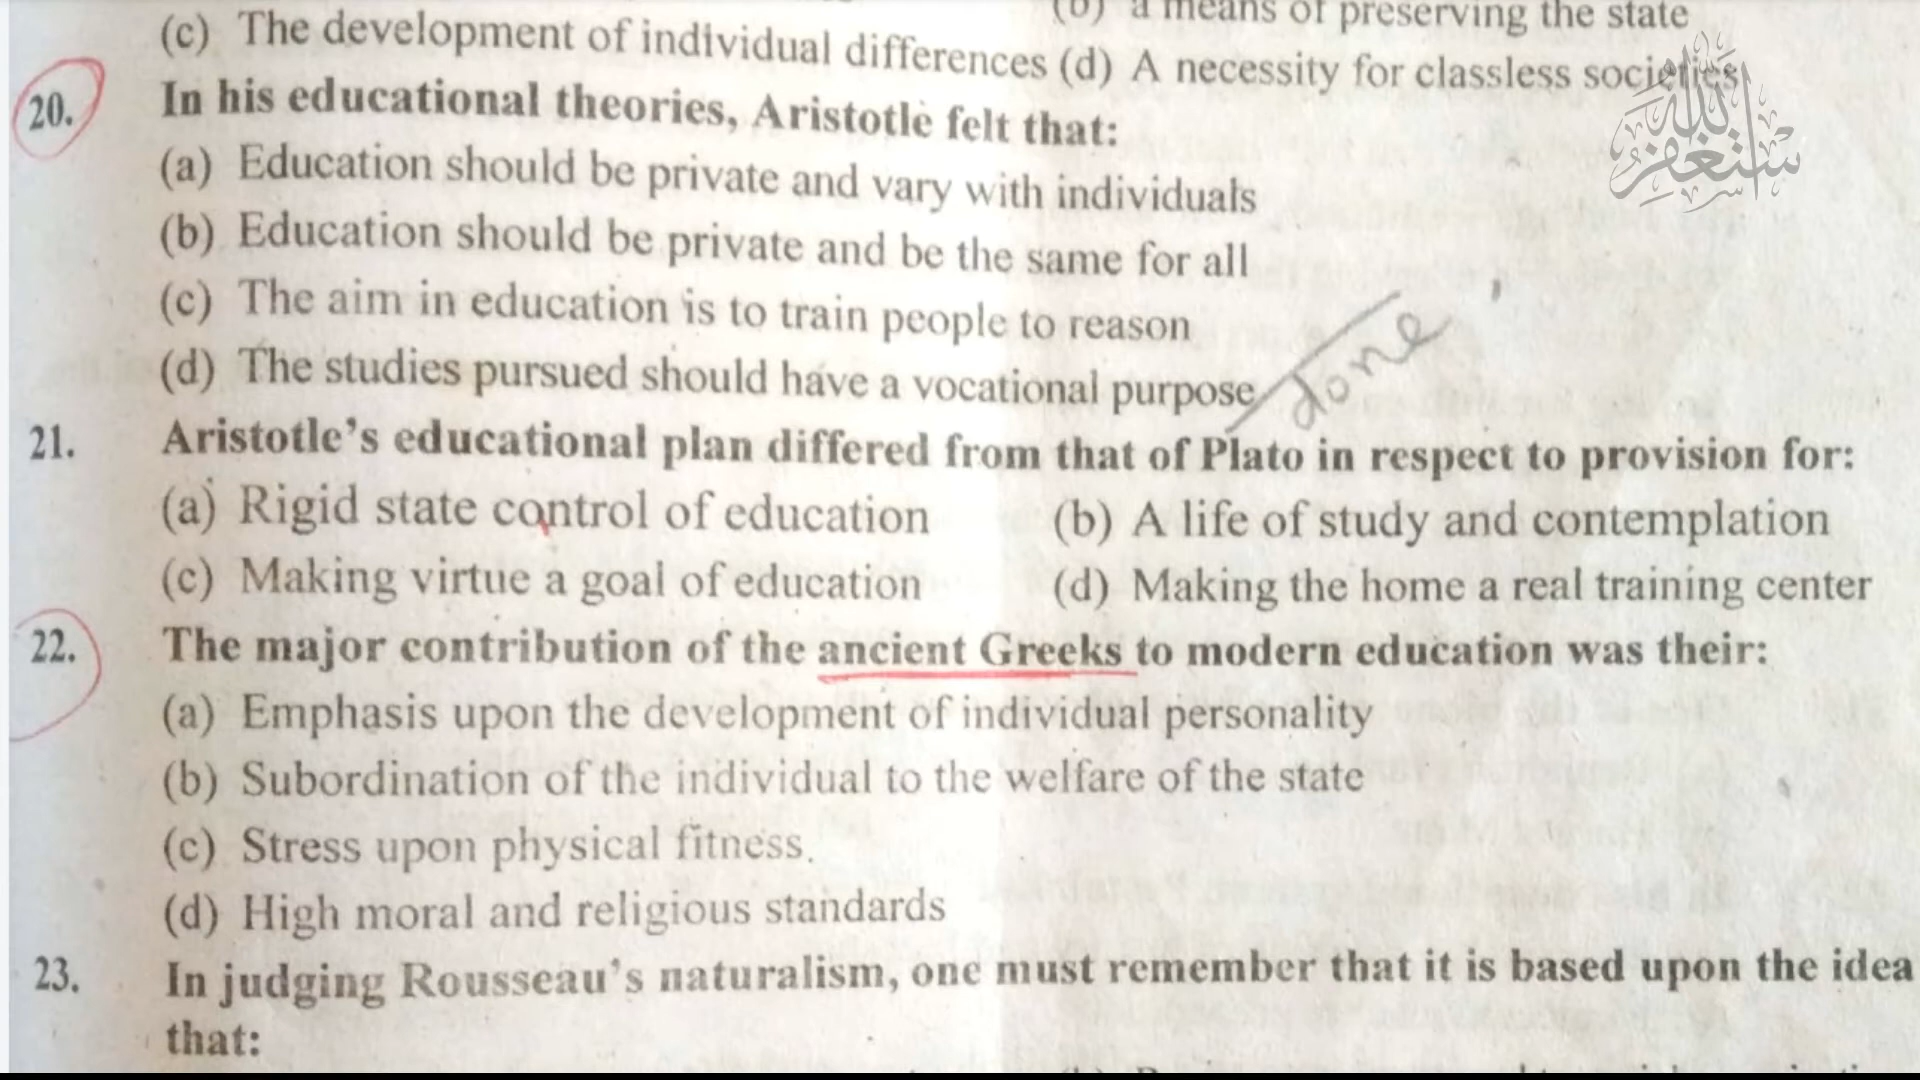 (b) a means of preserving the state
(c) The development of individual differences (d) A necessity for classless societies
20. In his educational theories, Aristotle felt that:
(a) Education should be private and vary with individuals
(b) Education should be private and be the same for all
(c) The aim in education is to train people to reason
(d) The studies pursued should have a vocational purpose
done
21. Aristotle's educational plan differed from that of Plato in respect to provision for:
(a) Rigid state control of education (b) A life of study and contemplation
(c) Making virtue a goal of education (d) Making the home a real training center
22. The major contribution of the ancient Greeks to modern education was their:
(a) Emphasis upon the development of individual personality
(b) Subordination of the individual to the welfare of the state
(c) Stress upon physical fitness.
(d) High moral and religious standards
23. In judging Rousseau's naturalism, one must remember that it is based upon the idea
that: